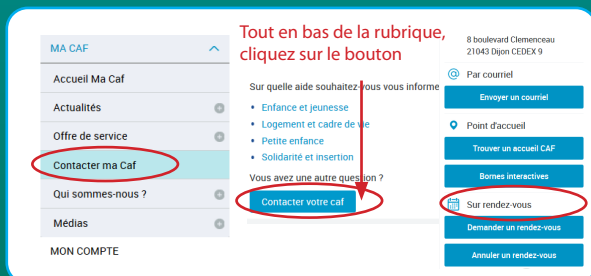 Tout en bas de la rubrique,
cliquez sur le bouton
MA CAF
Accueil Ma Caf
Actualités
Offre de service
Contacter ma Caf
Qui sommes-nous ?
Médias
MON COMPTE
Sur quelle aide souhaitez-vous vous informe
• Enfance et jeunesse
• Logement et cadre de vie
• Petite enfance
• Solidarité et insertion
Vous avez une autre question ?
Contacter votre caf
8 boulevard Clemenceau
21043 Dijon CEDEX 9
@ Par courriel
Envoyer un courriel
Point d'accueil
Trouver un accueil CAF
Bornes interactives
Sur rendez-vous
Demander un rendez-vous
Annuler un rendez-vous